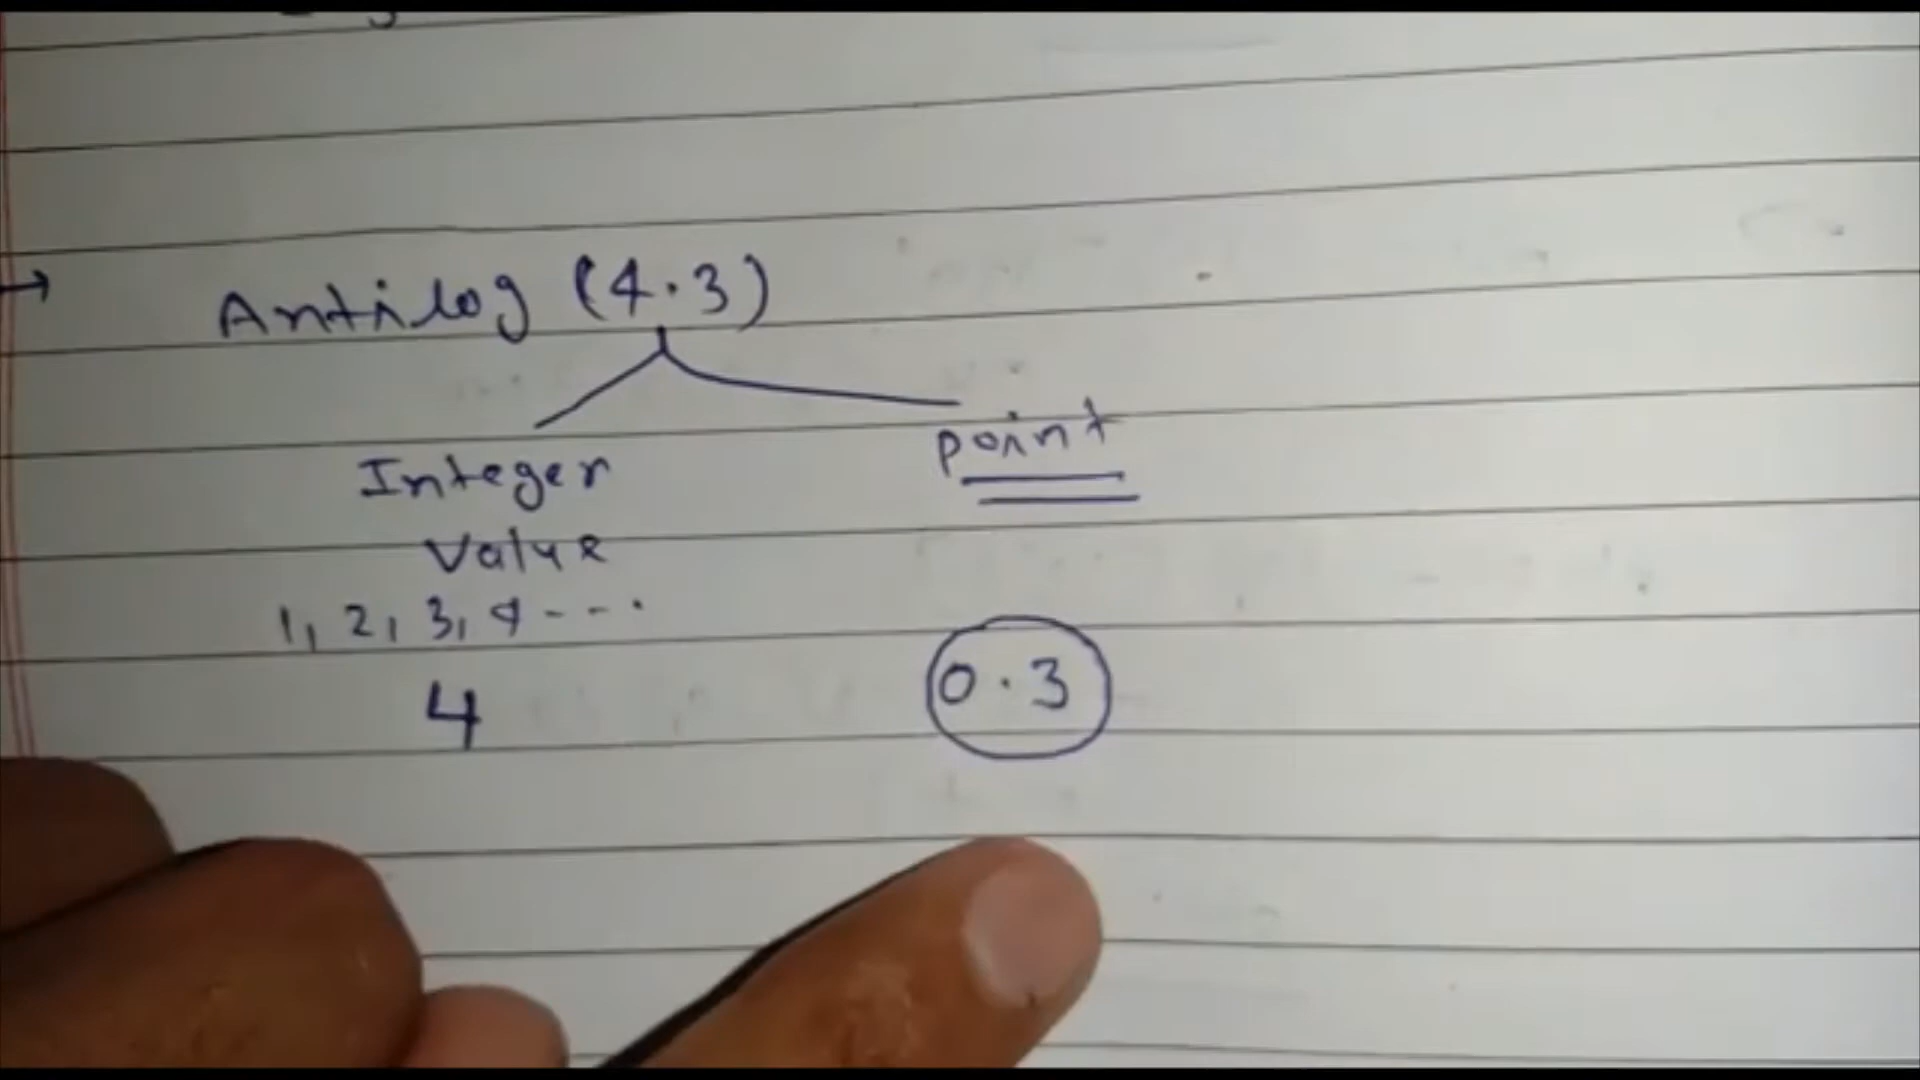 → Antilog (4.3)
Integer point
Value
1, 2, 3, 4 - - - .
4 0.3